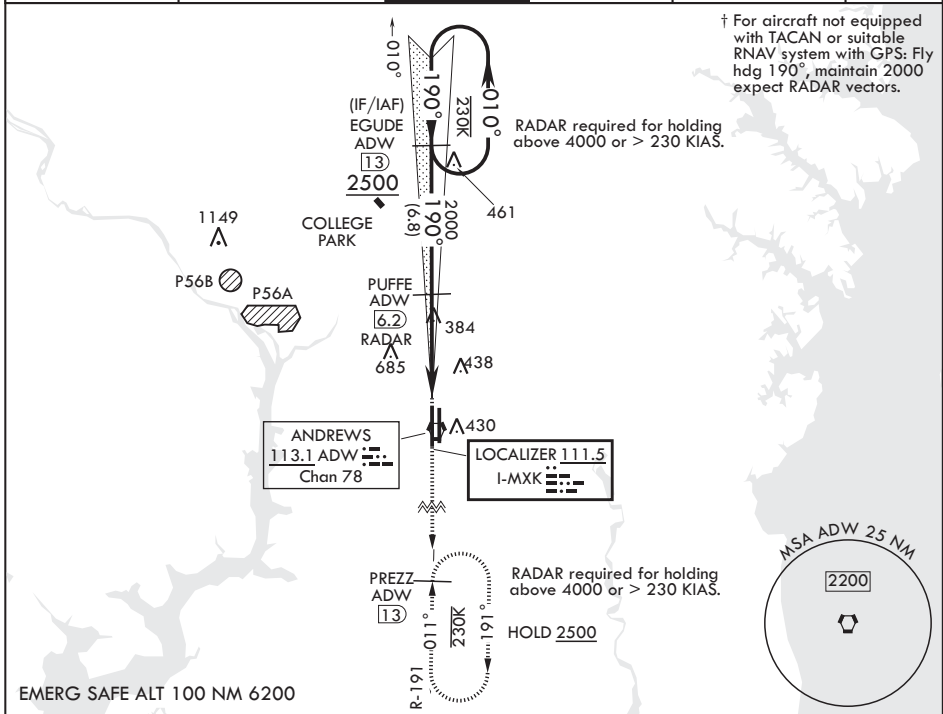 † For aircraft not equipped
with TACAN or suitable
RNAV system with GPS: Fly
hdg 190°, maintain 2000
expect RADAR vectors.
010°
190°
230K
010°
(IF/IAF)
EGUDE
ADW
13
2500
RADAR required for holding
above 4000 or > 230 KIAS.
461
COLLEGE
PARK
2000
190°
(6.8)
1149
P56B
P56A
PUFFE
ADW
6.2
RADAR
384
685
438
430
ANDREWS
113.1 ADW
Chan 78
LOCALIZER 111.5
I-MXK
PREZZ
ADW
13
RADAR required for holding
above 4000 or > 230 KIAS.
011°
230K
191°
HOLD 2500
R-191
MSA ADW 25 NM
2200
EMERG SAFE ALT 100 NM 6200